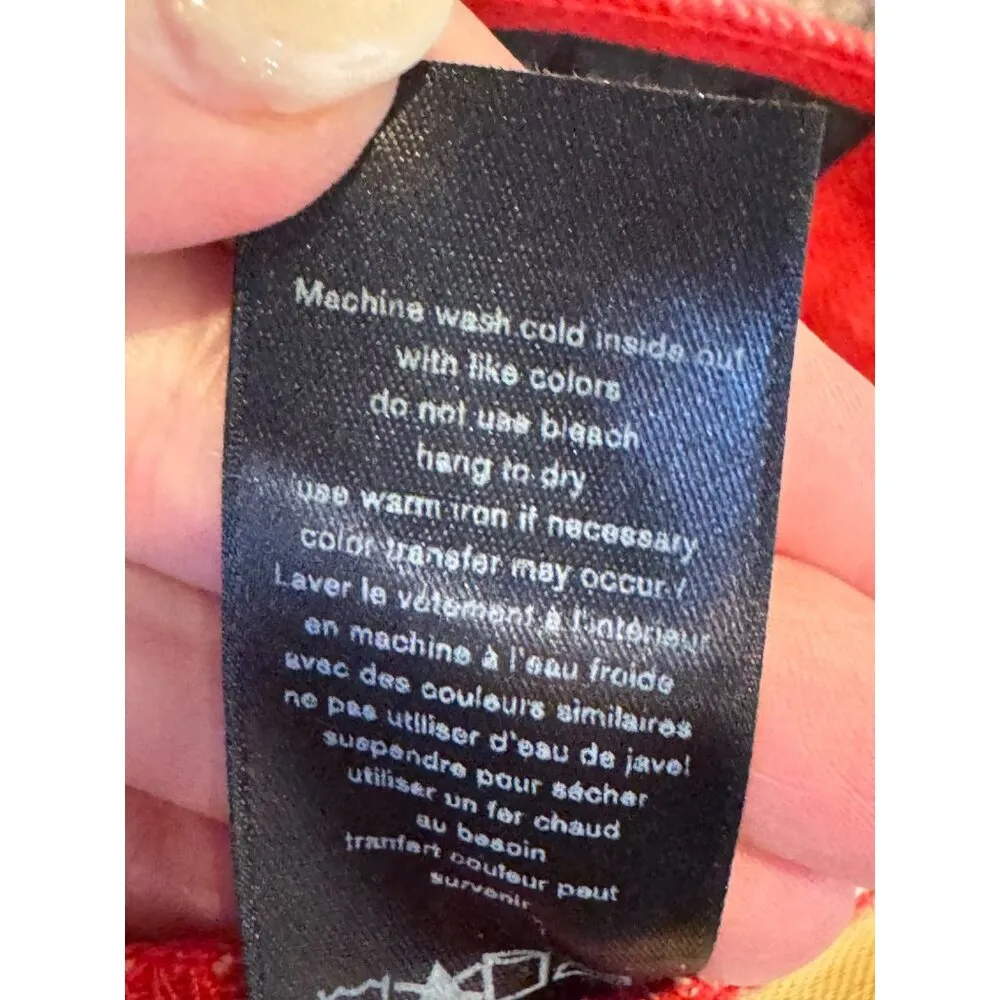 Machine wash cold inside out
with like colors
do not use bleach
hang to dry
use warm iron if necessary
color transfer may occur /
Laver le vêtement à l'intérieur
en machine à l'eau froide
avec des couleurs similaires
ne pas utiliser d'eau de javel
suspendre pour sécher
utiliser un fer chaud
au besoin
tranfert couleur peut
survenir